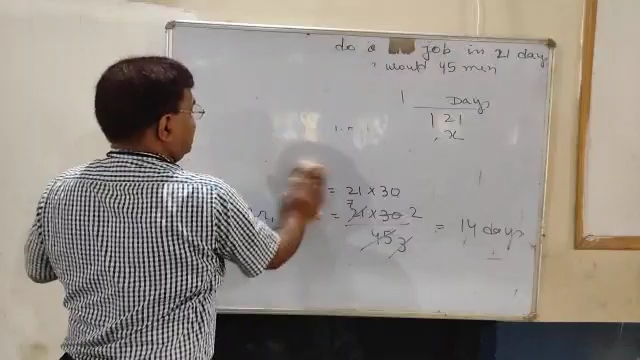 do a job in 21 day
would 45 men
Days
21
x
= 21 x 30
7
= 21 x 30 2
45 3
= 14 days